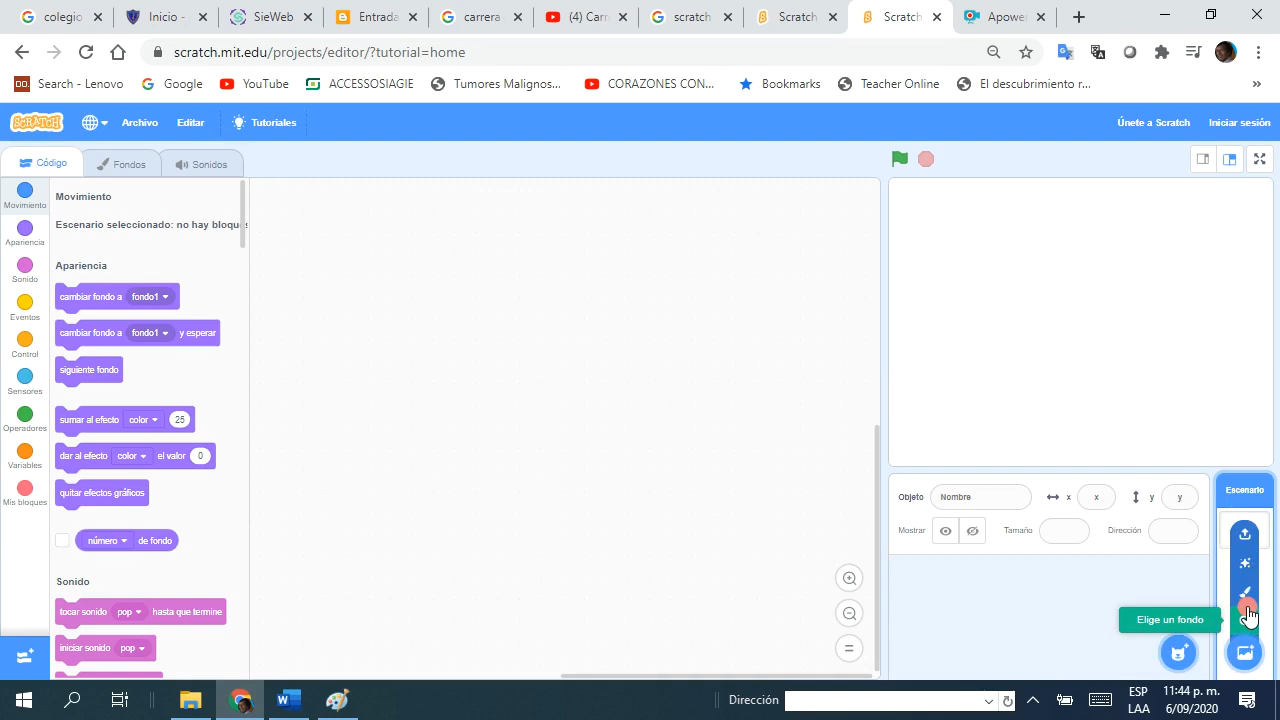 colegio
Inicio -
SieWeb
Entrada
carrera
(4) Carr
scratch
Scratch
Scratch
Apower
scratch.mit.edu/projects/editor/?tutorial=home
Search - Lenovo
Google
YouTube
ACCESSOSIAGIE
Tumores Malignos...
CORAZONES CON...
Bookmarks
Teacher Online
El descubrimiento r...
SCRATCH
Archivo
Editar
Tutoriales
Únete a Scratch
Iniciar sesión
Código
Fondos
Sonidos
Movimiento
Apariencia
Sonido
Eventos
Control
Sensores
Operadores
Variables
Mis bloques
Movimiento
Escenario seleccionado: no hay bloques
Apariencia
cambiar fondo a fondo1
cambiar fondo a fondo1 y esperar
siguiente fondo
sumar al efecto color 25
dar al efecto color el valor 0
quitar efectos gráficos
número de fondo
Sonido
tocar sonido pop hasta que termine
iniciar sonido pop
Objeto Nombre x x y y
Mostrar Tamaño Dirección
Escenario
Elige un fondo
Dirección
ESP
LAA
11:44 p. m.
6/09/2020